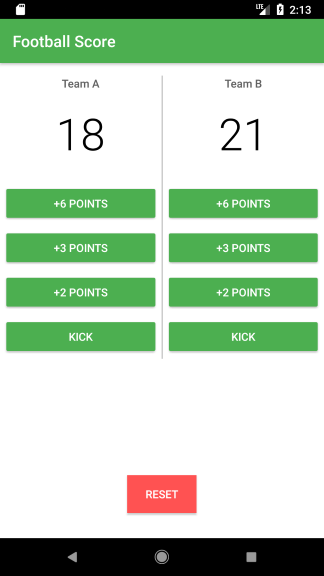 LTE 2:13
Football Score
Team A Team B
18 21
+6 POINTS +6 POINTS
+3 POINTS +3 POINTS
+2 POINTS +2 POINTS
KICK KICK
RESET